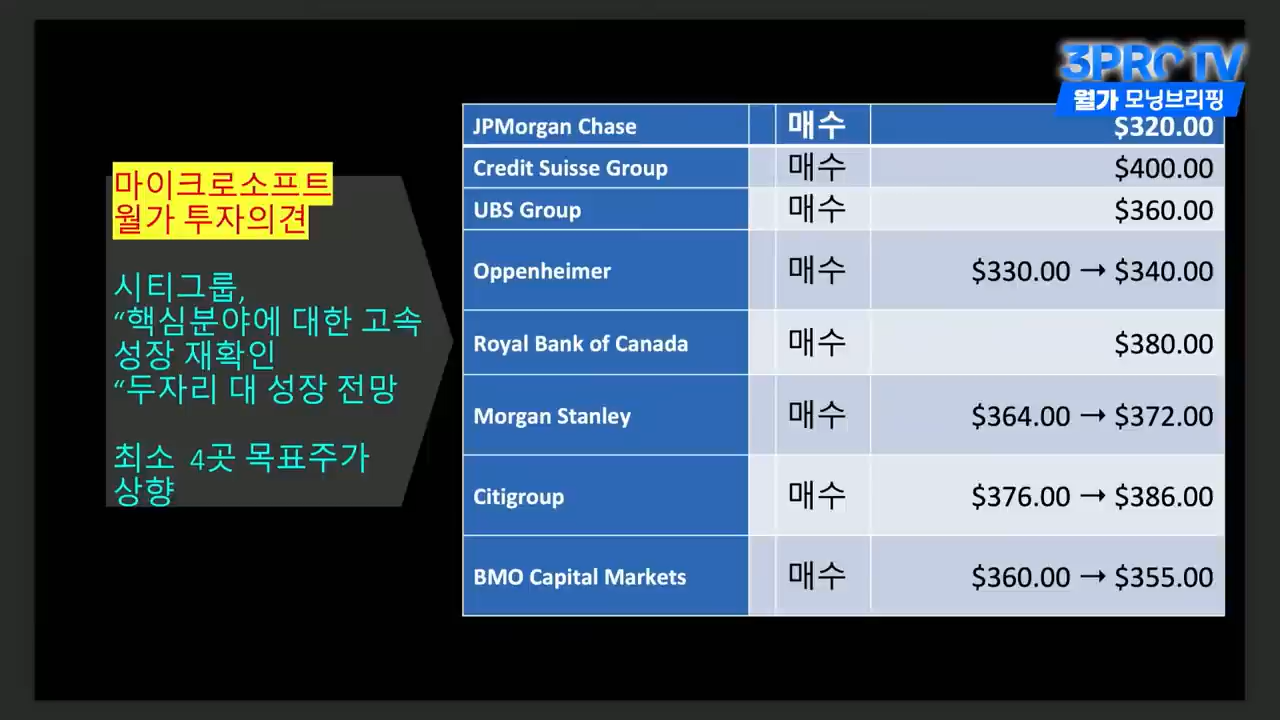 3PRO TV
월가 모닝브리핑
마이크로소프트
월가 투자의견
시티그룹,
“핵심분야에 대한 고속
성장 재확인
“두자리 대 성장 전망
최소 4곳 목표주가
상향
JPMorgan Chase 매수 $320.00
Credit Suisse Group 매수 $400.00
UBS Group 매수 $360.00
Oppenheimer 매수 $330.00 → $340.00
Royal Bank of Canada 매수 $380.00
Morgan Stanley 매수 $364.00 → $372.00
Citigroup 매수 $376.00 → $386.00
BMO Capital Markets 매수 $360.00 → $355.00